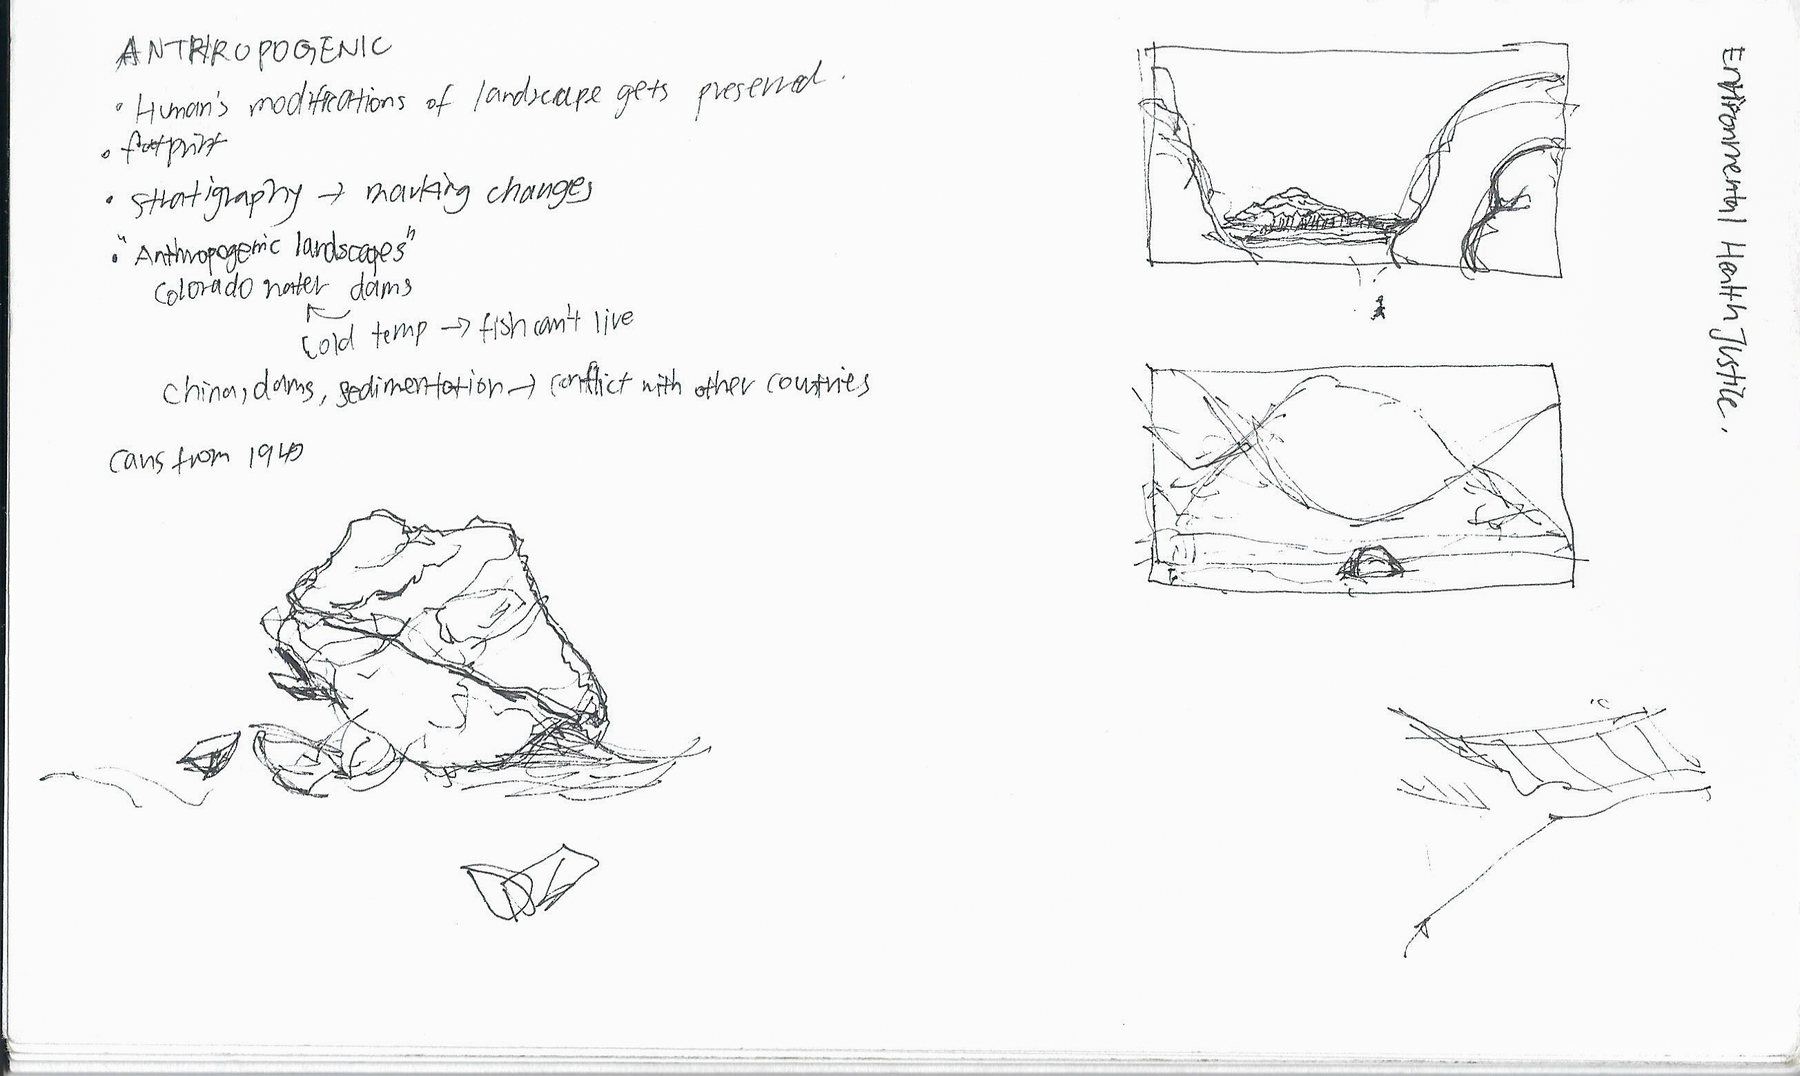 ANTHROPOGENIC
• Human's modifications of landscape gets preserved.
• footprint
• stratigraphy → marking changes
• "Anthropogenic landscapes"
Colorado water dams
cold temp → fish can't live
china, dams, sedimentation → conflict with other countries
cans from 1940
Environmental Health Justice.